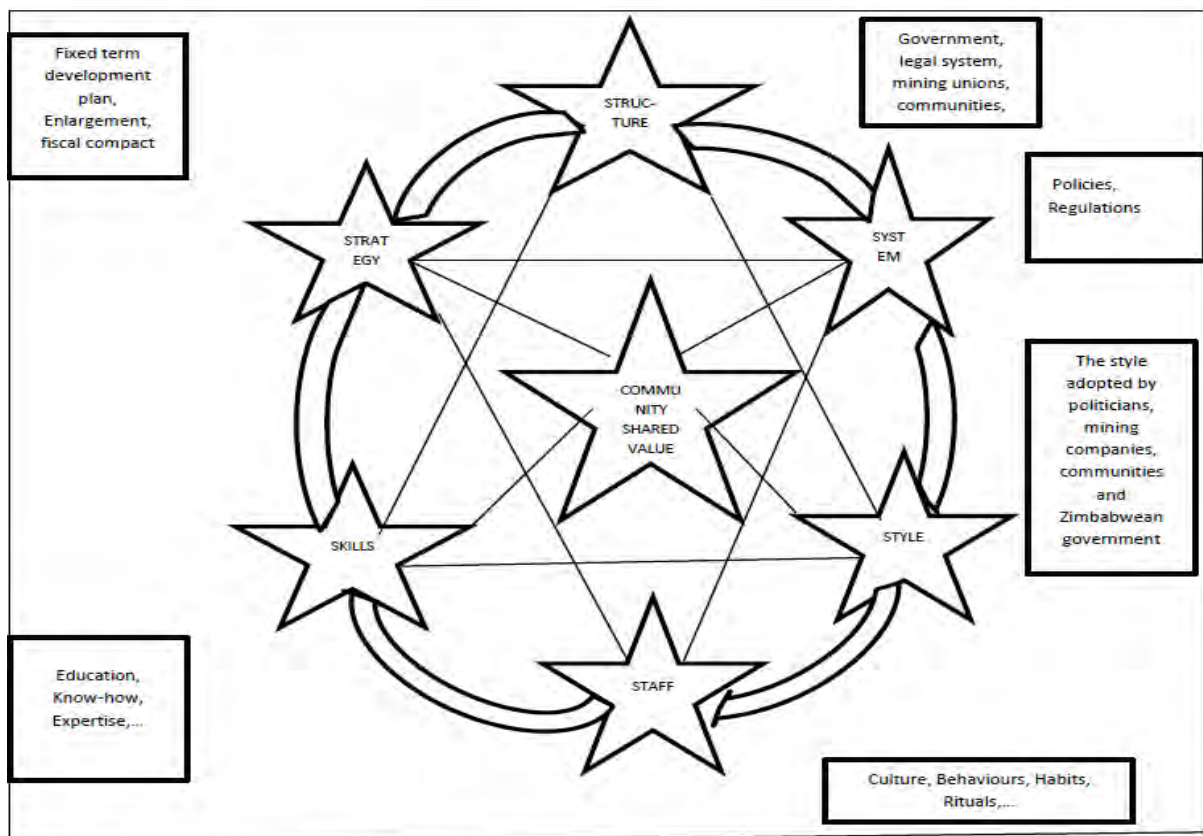 Fixed term
development
plan,
Enlargement,
fiscal compact
STRUC-
TURE
Government,
legal system,
mining unions,
communities,
STRAT
EGY
SYST
EM
Policies,
Regulations
COMMU
NITY
SHARED
VALUE
The style
adopted by
politicians,
mining
companies,
communities
and
Zimbabwean
government
SKILLS
STYLE
Education,
Know-how,
Expertise,...
STAFF
Culture, Behaviours, Habits,
Rituals,...